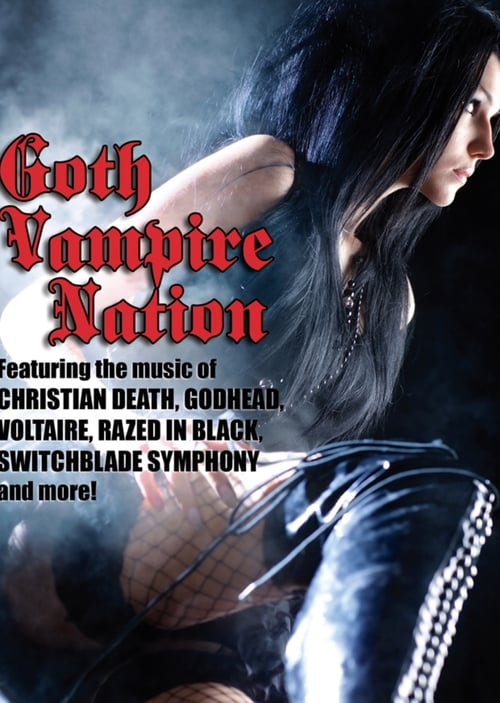 Goth
Vampire
Nation
Featuring the music of
CHRISTIAN DEATH, GODHEAD,
VOLTAIRE, RAZED IN BLACK,
SWITCHBLADE SYMPHONY
and more!